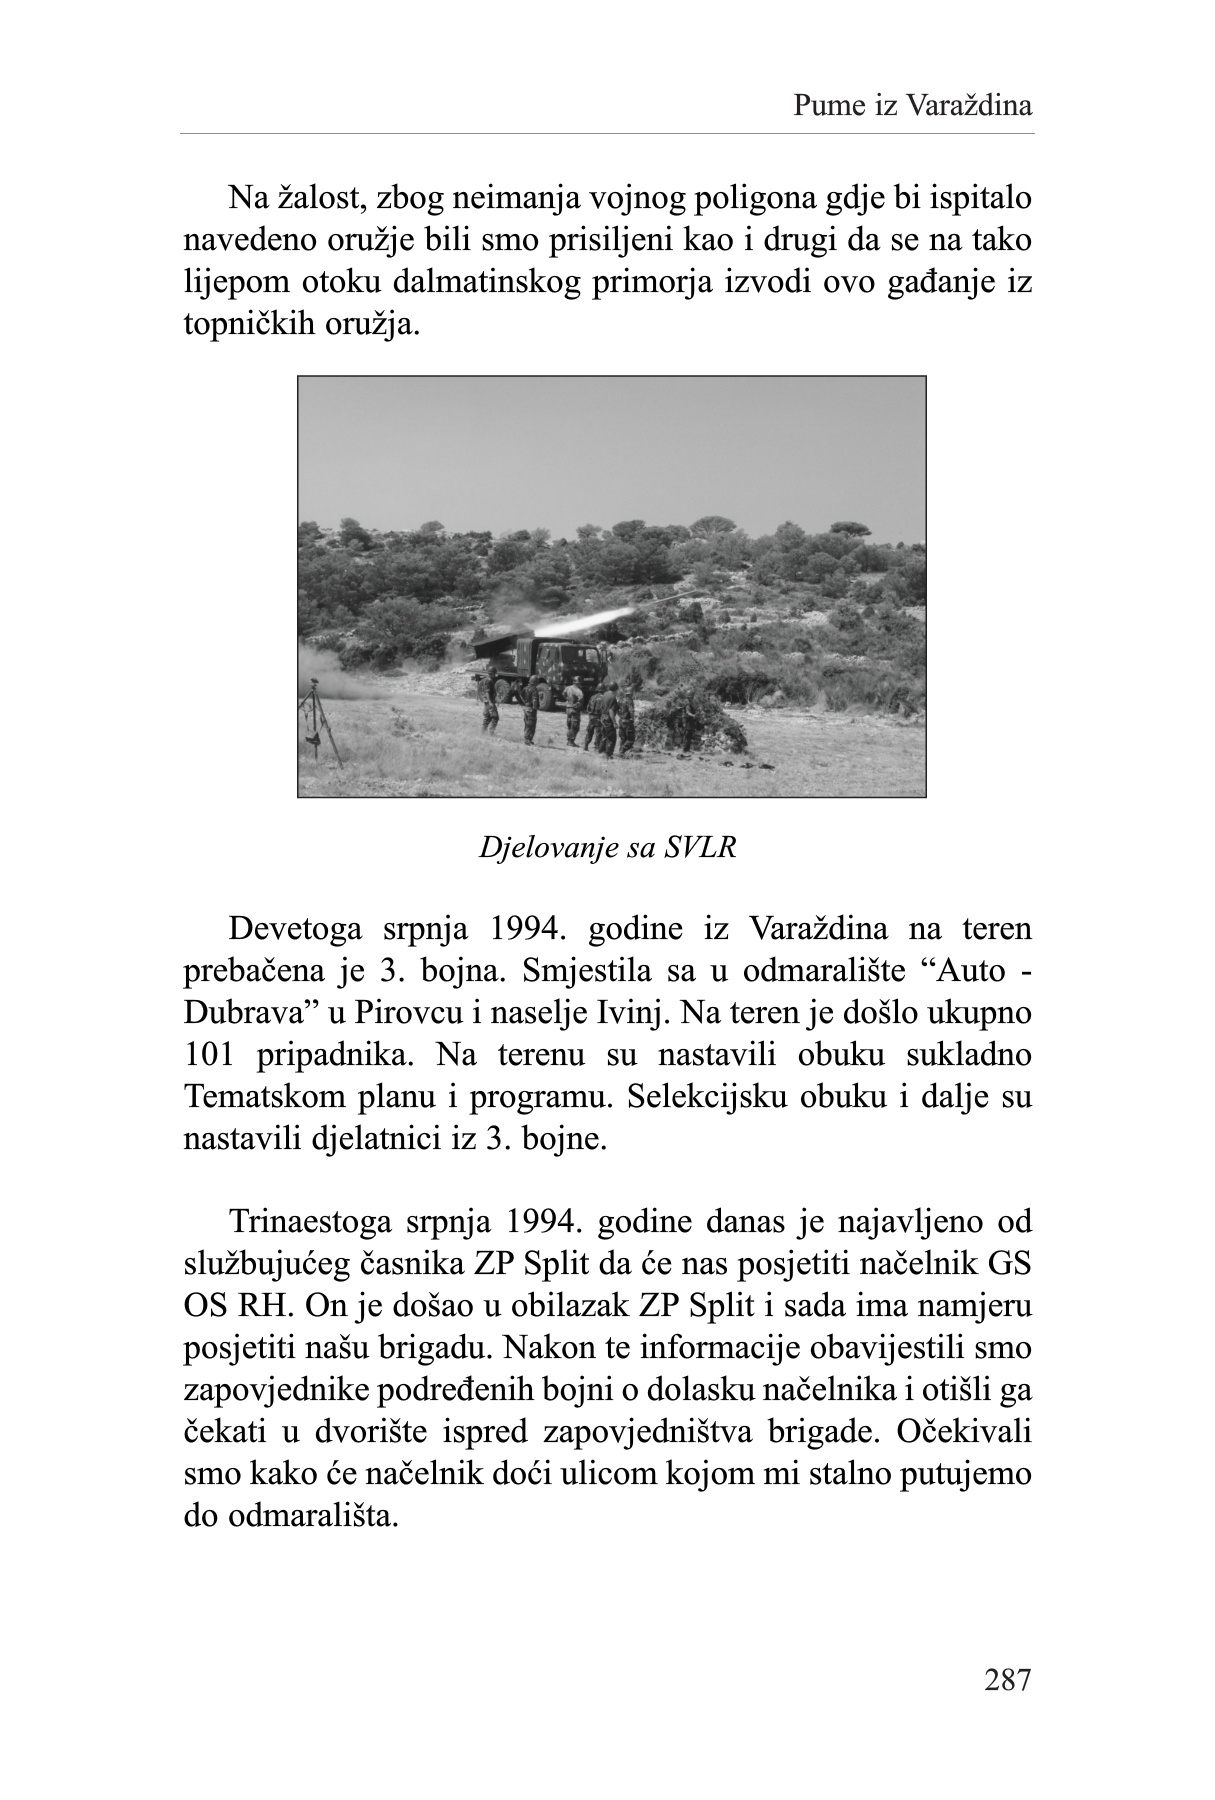 Pume iz Varaždina
Na žalost, zbog neimanja vojnog poligona gdje bi ispitalo
navedeno oružje bili smo prisiljeni kao i drugi da se na tako
lijepom otoku dalmatinskog primorja izvodi ovo gađanje iz
topničkih oružja.
Djelovanje sa SVLR
Devetoga srpnja 1994. godine iz Varaždina na teren
prebačena je 3. bojna. Smjestila sa u odmaralište “Auto -
Dubrava” u Pirovcu i naselje Ivinj. Na teren je došlo ukupno
101 pripadnika. Na terenu su nastavili obuku sukladno
Tematskom planu i programu. Selekcijsku obuku i dalje su
nastavili djelatnici iz 3. bojne.
Trinaestoga srpnja 1994. godine danas je najavljeno od
službujućeg časnika ZP Split da će nas posjetiti načelnik GS
OS RH. On je došao u obilazak ZP Split i sada ima namjeru
posjetiti našu brigadu. Nakon te informacije obavijestili smo
zapovjednike podređenih bojni o dolasku načelnika i otišli ga
čekati u dvorište ispred zapovjedništva brigade. Očekivali
smo kako će načelnik doći ulicom kojom mi stalno putujemo
do odmarališta.
287